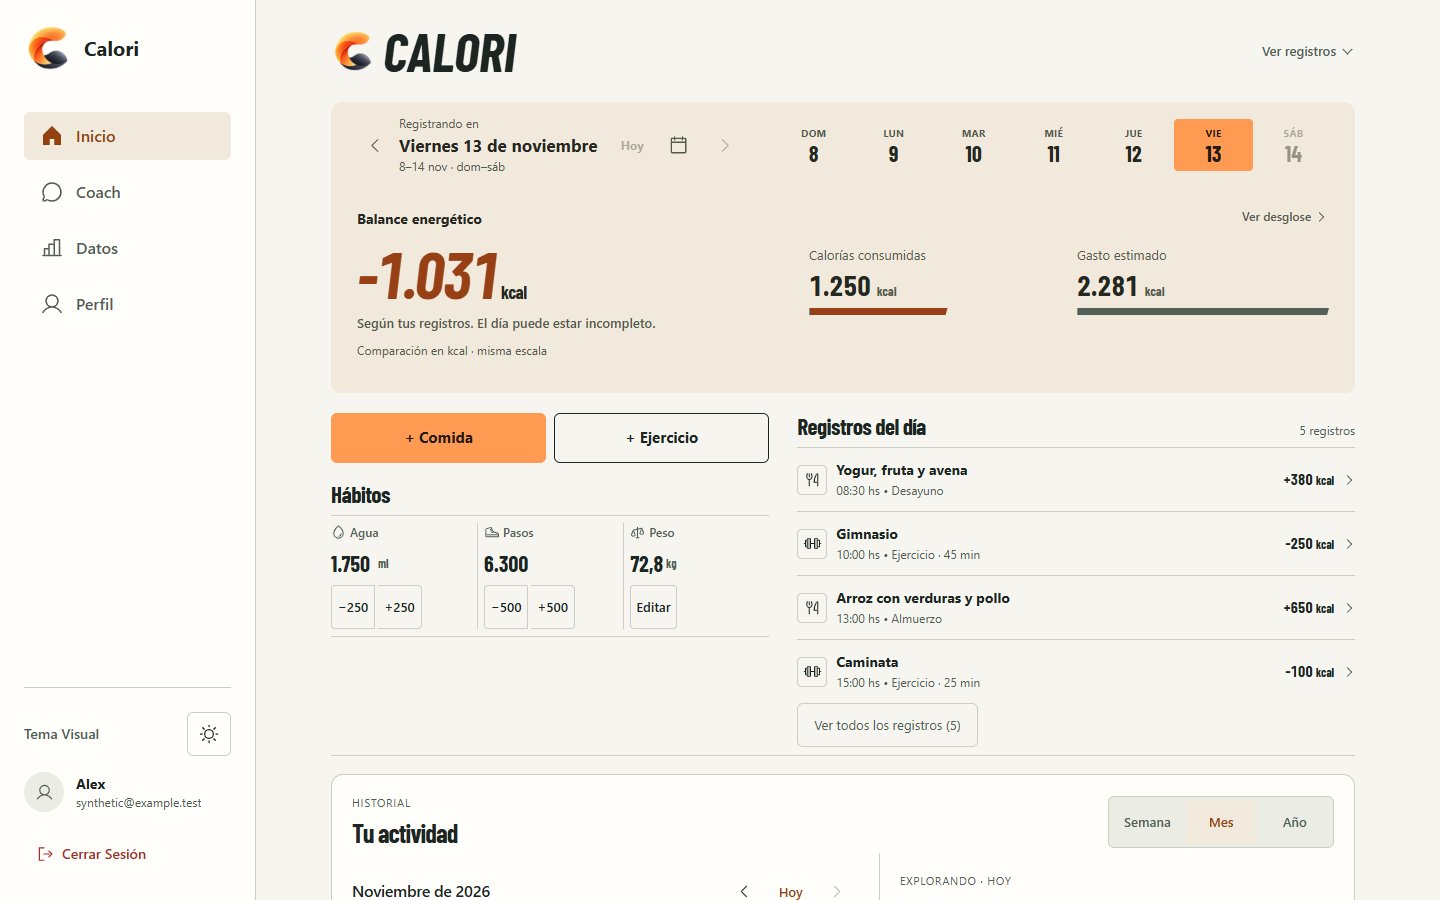 Calori
Inicio
Coach
Datos
Perfil
Tema Visual
Alex
synthetic@example.test
Cerrar Sesión
CALORI
Ver registros
Registrando en
Viernes 13 de noviembre
Hoy
8–14 nov · dom–sáb
DOM
8
LUN
9
MAR
10
MIÉ
11
JUE
12
VIE
13
SÁB
14
Balance energético
Ver desglose
-1.031 kcal
Según tus registros. El día puede estar incompleto.
Comparación en kcal · misma escala
Calorías consumidas
1.250 kcal
Gasto estimado
2.281 kcal
+ Comida
+ Ejercicio
Hábitos
Agua
1.750 ml
−250
+250
Pasos
6.300
−500
+500
Peso
72,8 kg
Editar
Registros del día
5 registros
Yogur, fruta y avena
08:30 hs • Desayuno
+380 kcal
Gimnasio
10:00 hs • Ejercicio · 45 min
-250 kcal
Arroz con verduras y pollo
13:00 hs • Almuerzo
+650 kcal
Caminata
15:00 hs • Ejercicio · 25 min
-100 kcal
Ver todos los registros (5)
HISTORIAL
Tu actividad
Semana
Mes
Año
Noviembre de 2026
Hoy
EXPLORANDO · HOY